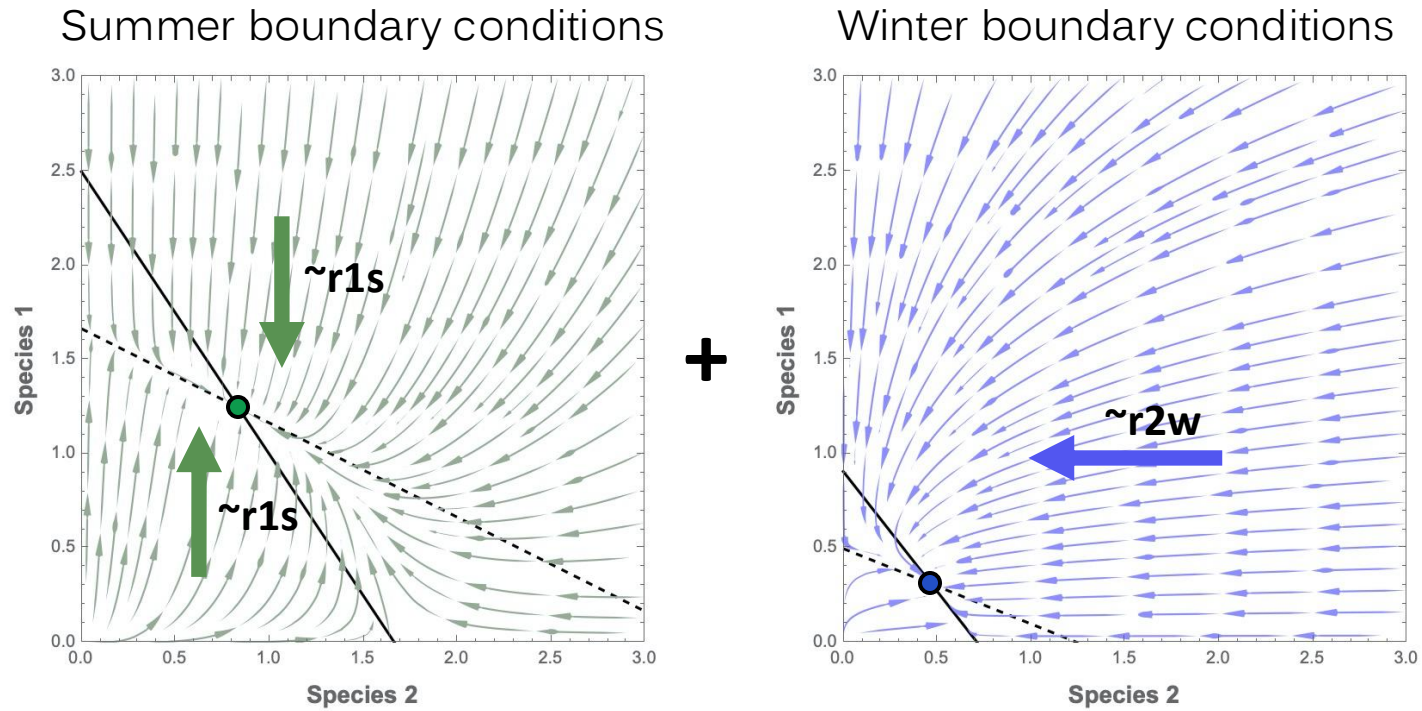 Summer boundary conditions
Winter boundary conditions
3.0
2.5
2.0
1.5
1.0
0.5
0.0
Species 1
~r1s
~r1s
0.0 0.5 1.0 1.5 2.0 2.5 3.0
Species 2
+
3.0
2.5
2.0
1.5
1.0
0.5
0.0
Species 1
~r2w
0.0 0.5 1.0 1.5 2.0 2.5 3.0
Species 2